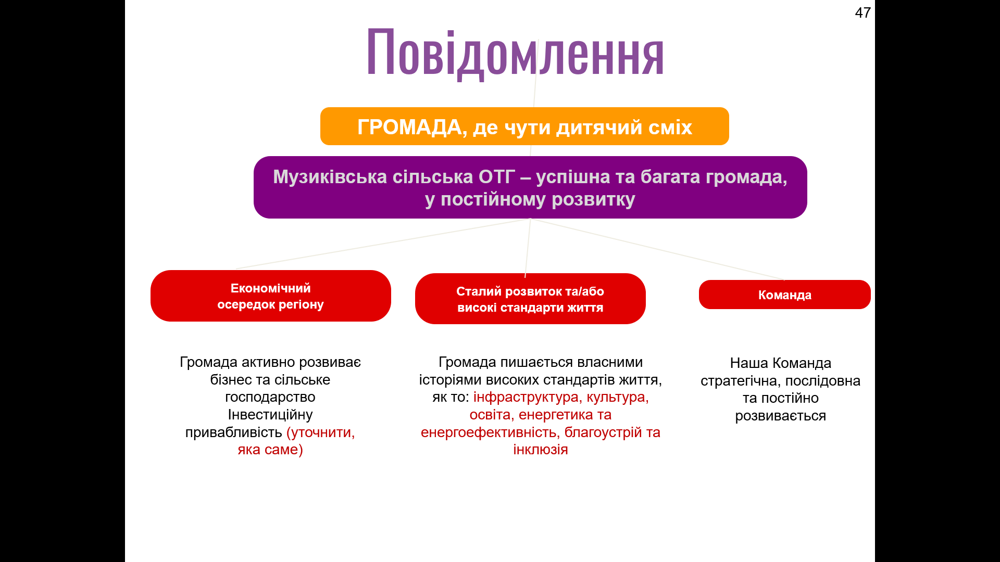 47
Повідомлення
ГРОМАДА, де чути дитячий сміх
Музиківська сільська ОТГ – успішна та багата громада,
у постійному розвитку
Економічний
осередок регіону
Громада активно розвиває
бізнес та сільське
господарство
Інвестиційну
привабливість (уточнити,
яка саме)
Сталий розвиток та/або
високі стандарти життя
Громада пишається власними
історіями високих стандартів життя,
як то: інфраструктура, культура,
освіта, енергетика та
енергоефективність, благоустрій та
інклюзія
Команда
Наша Команда
стратегічна, послідовна
та постійно
розвивається